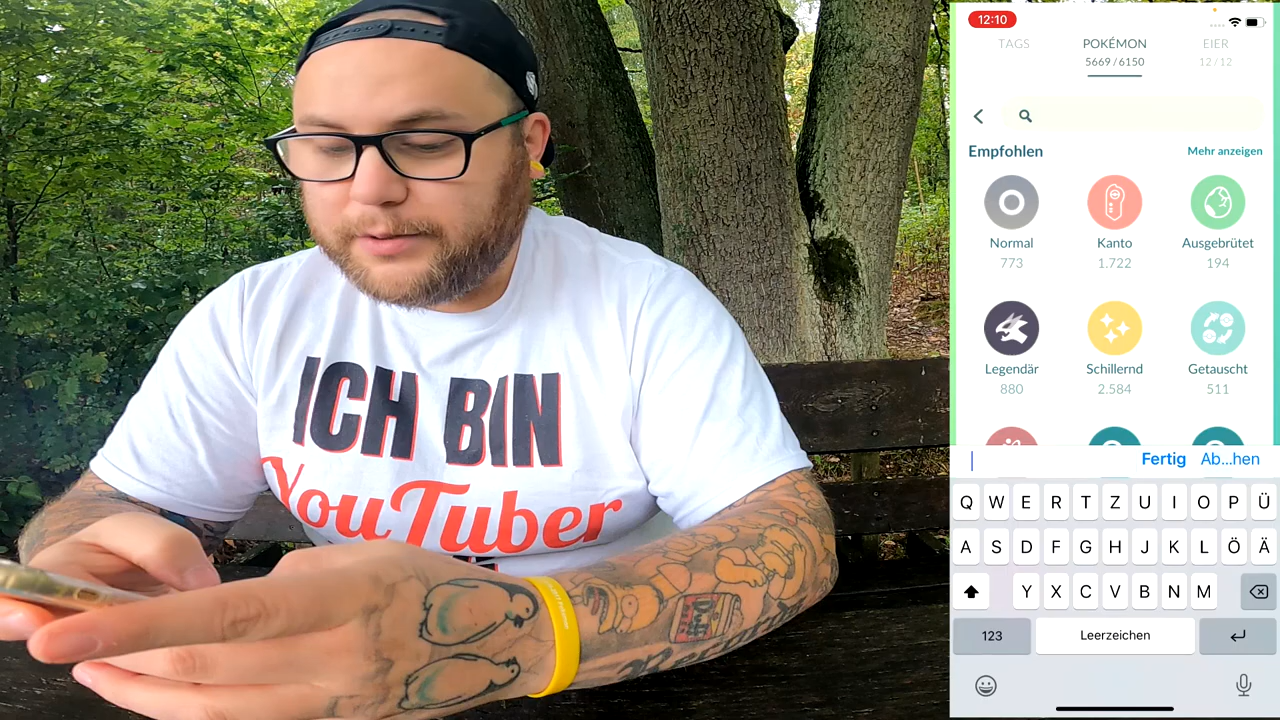 ICH BIN
YouTuber
Duff
12:10
TAGS
POKÉMON
5669 / 6150
EIER
12 / 12
Empfohlen
Mehr anzeigen
Normal
773
Kanto
1.722
Ausgebrütet
194
Legendär
880
Schillernd
2.584
Getauscht
511
Fertig
Ab...hen
Q W E R T Z U I O P Ü
A S D F G H J K L Ö Ä
Y X C V B N M
123
Leerzeichen